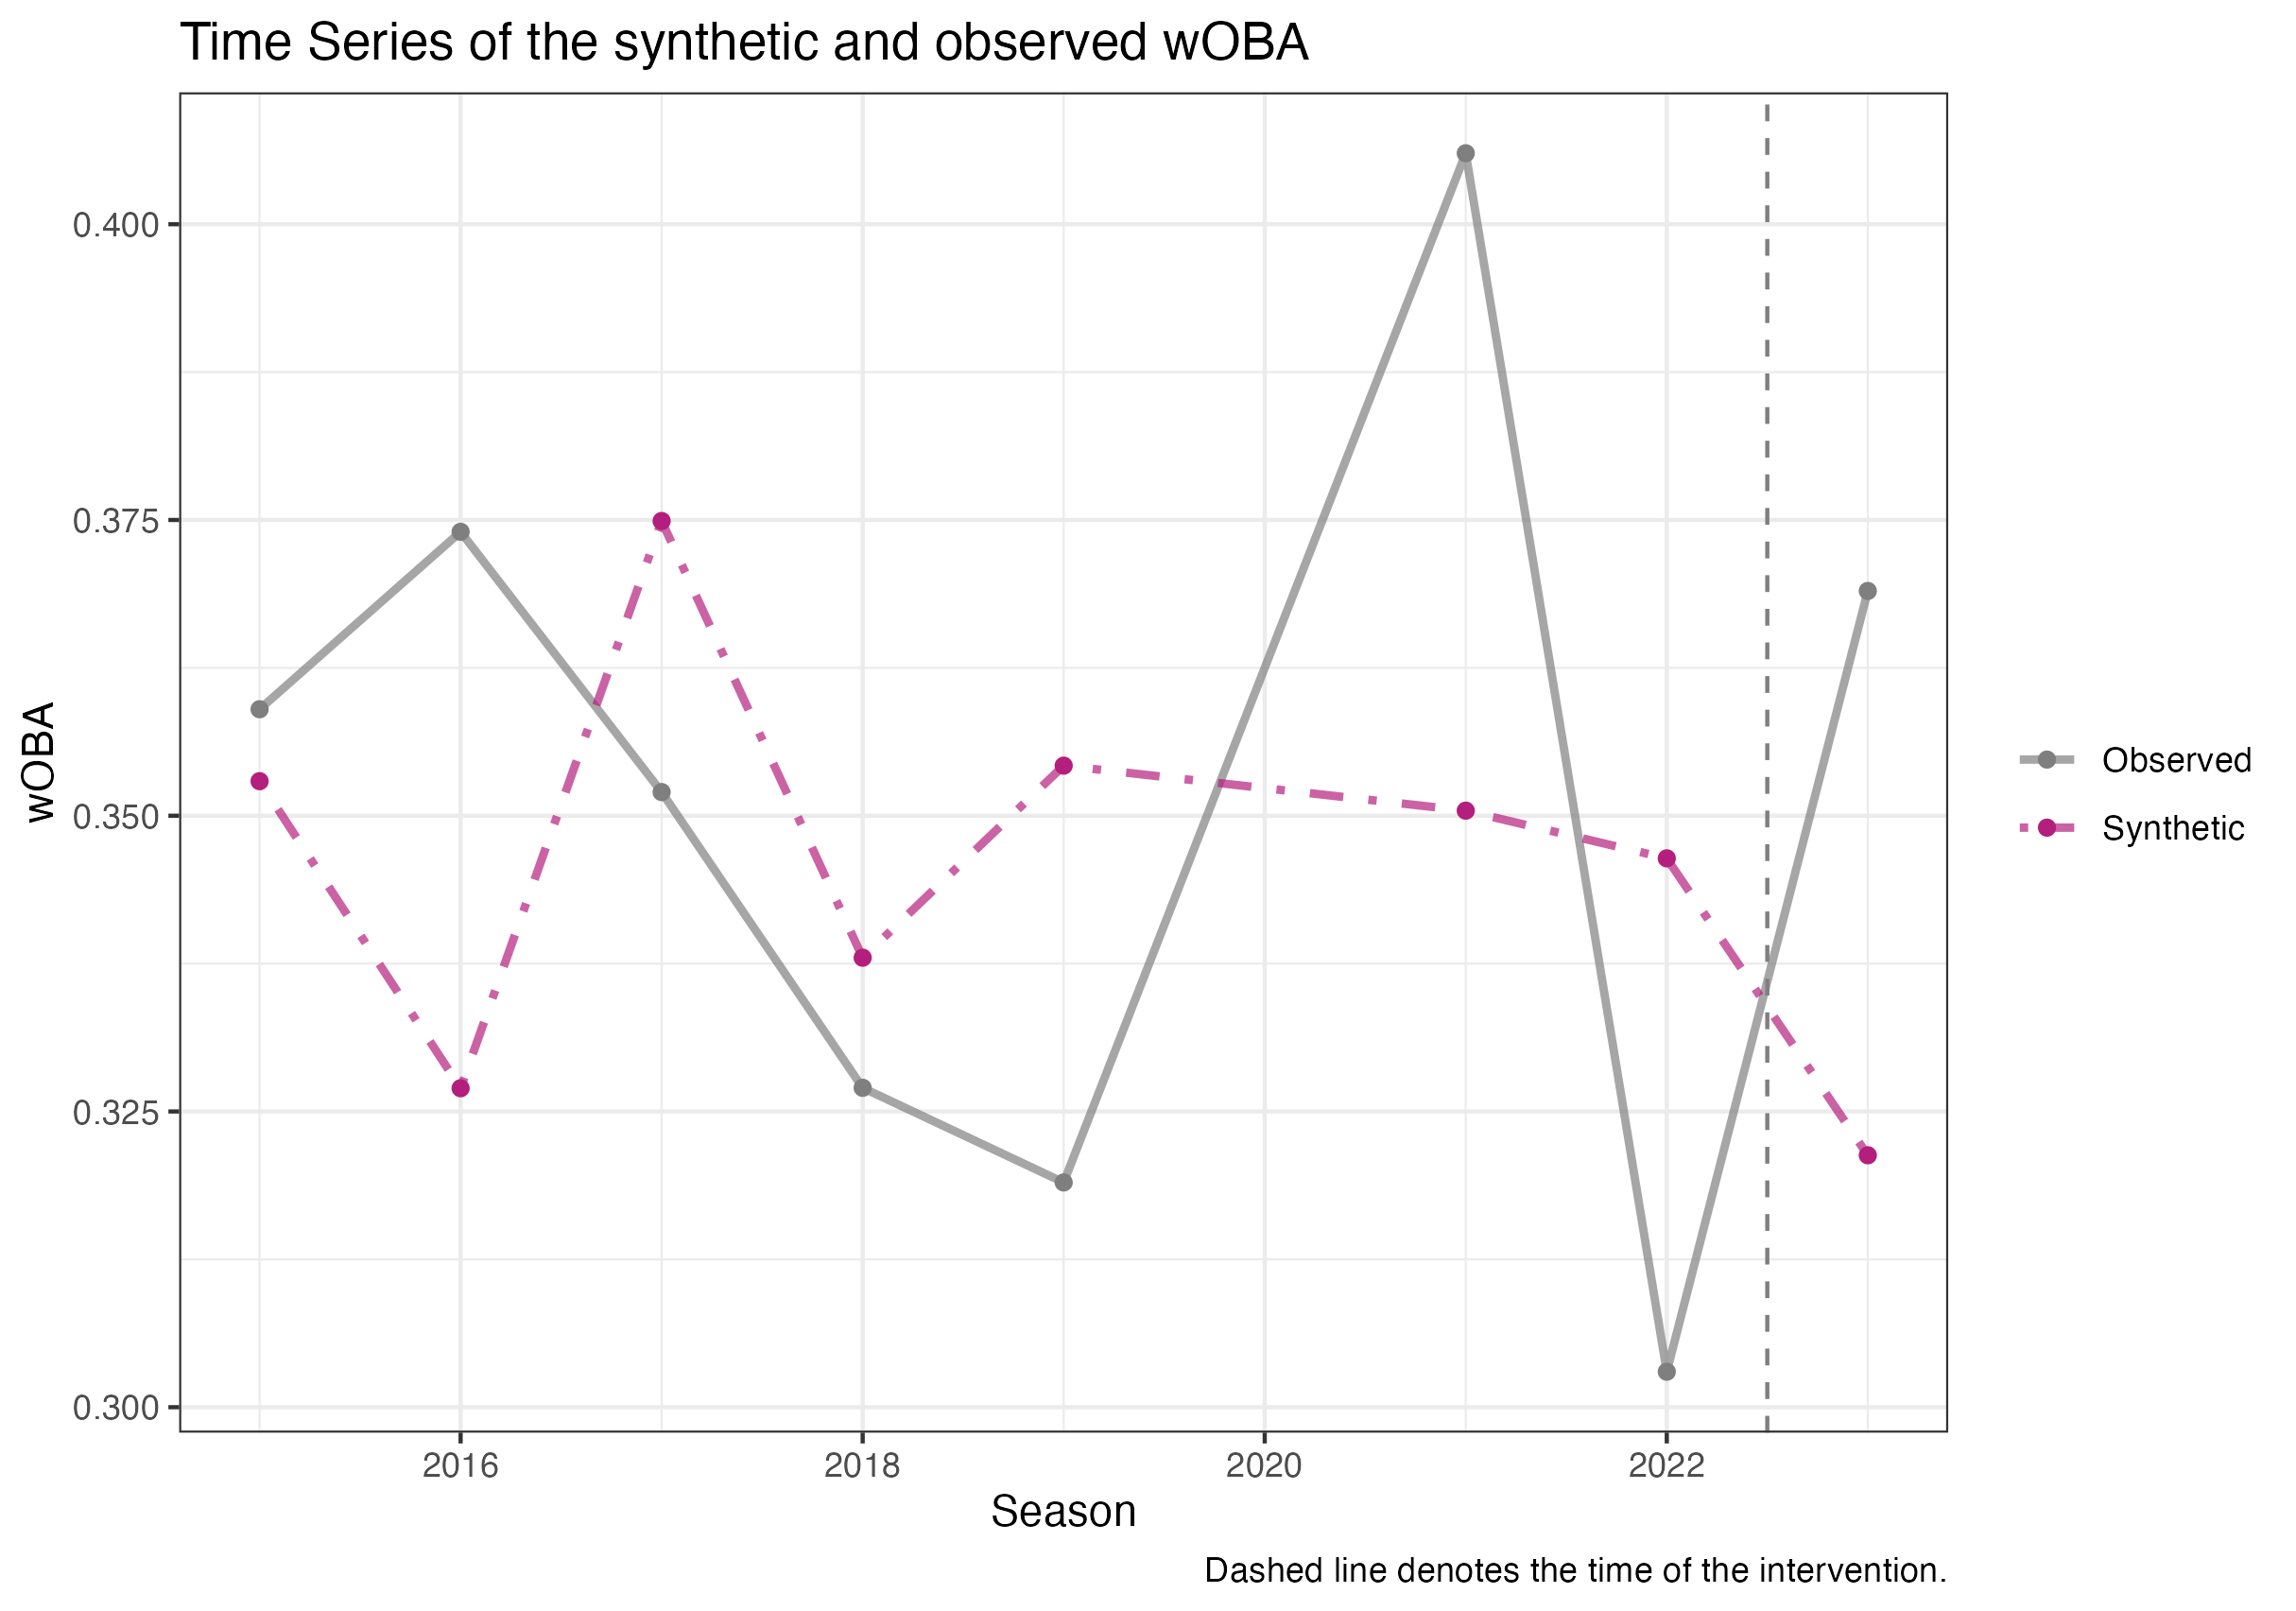 Time Series of the synthetic and observed wOBA
wOBA
0.400
0.375
0.350
0.325
0.300
2016
2018
2020
2022
Season
Observed
Synthetic
Dashed line denotes the time of the intervention.